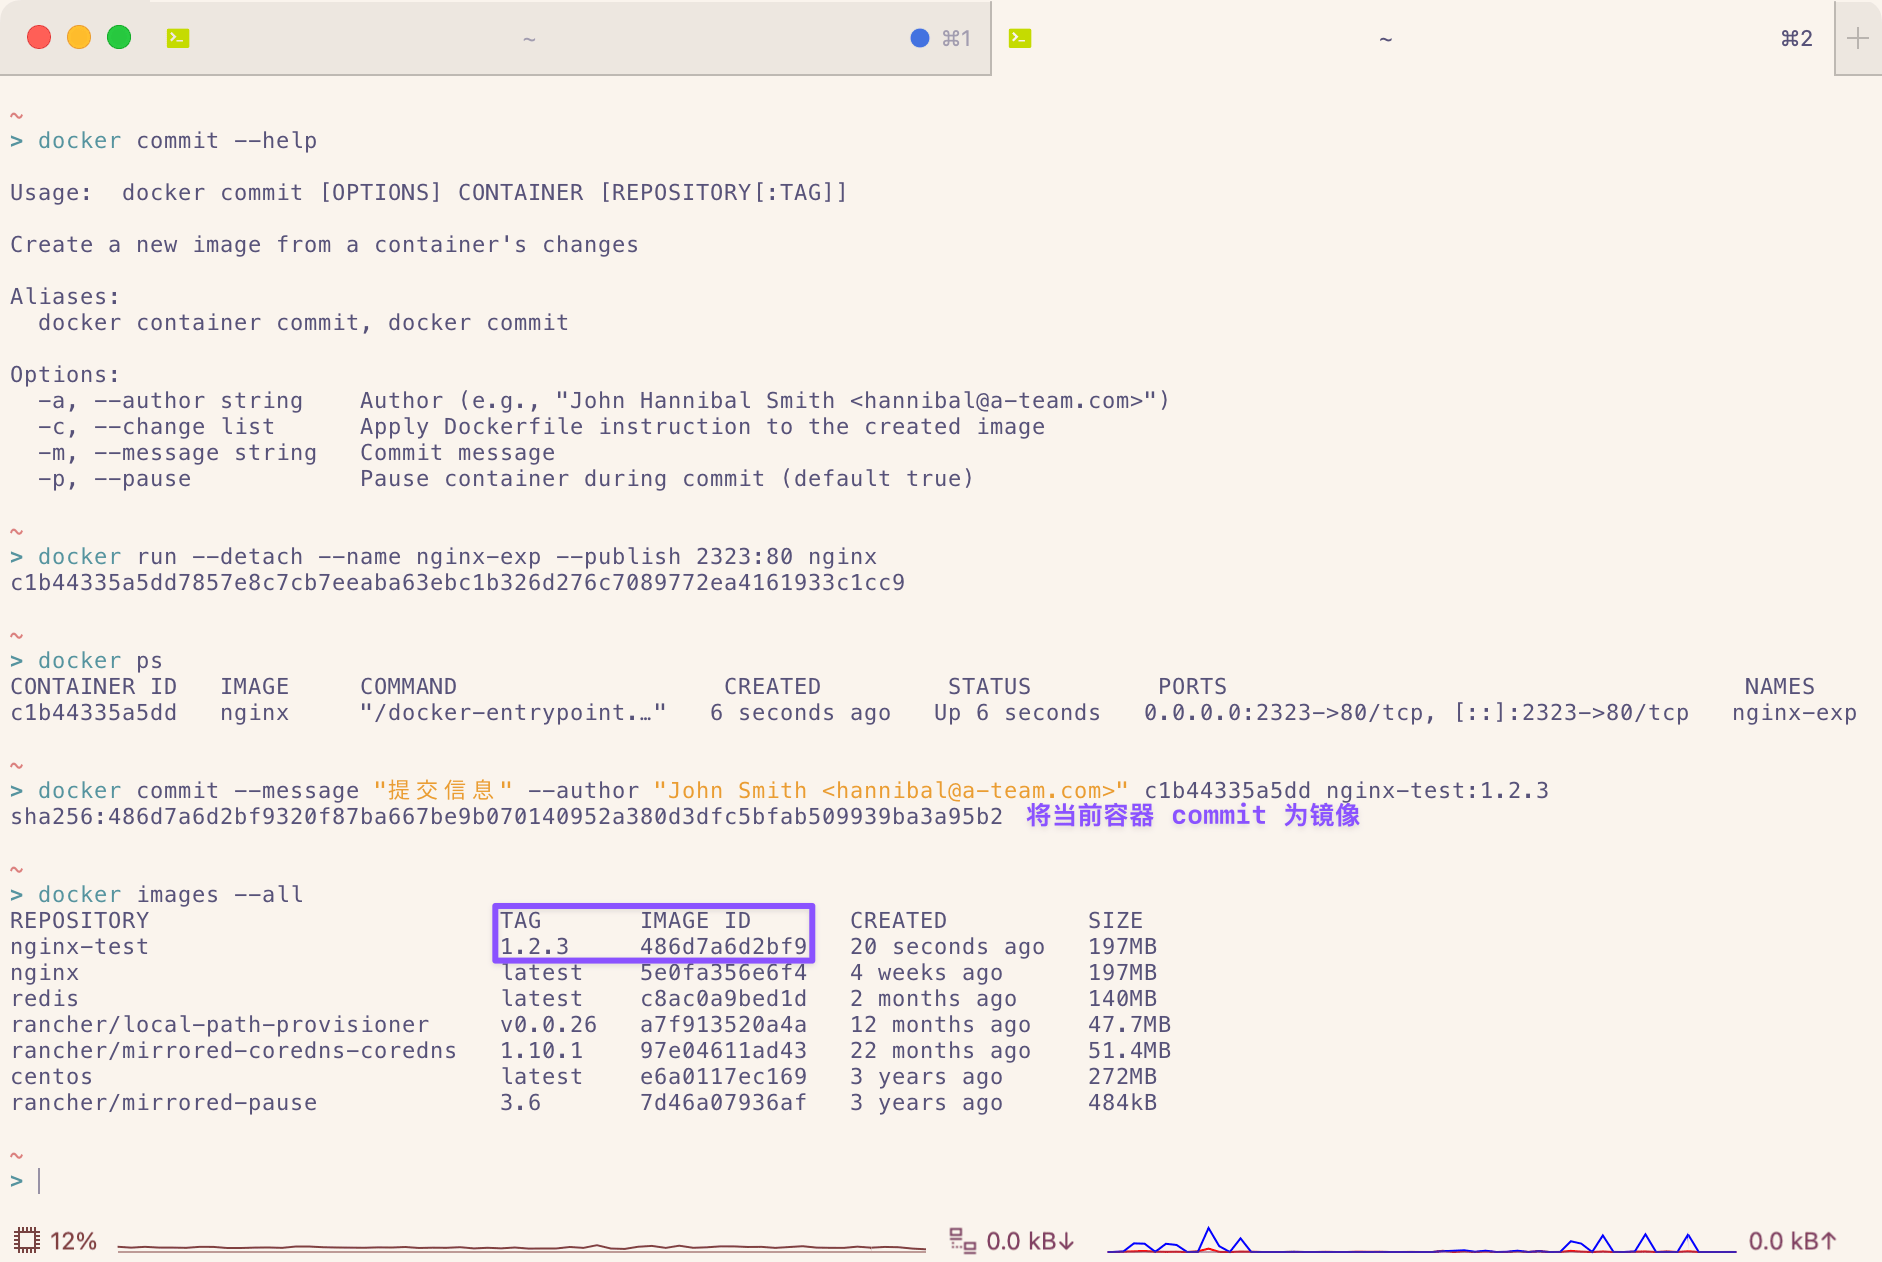 ~ ⌘1 ~ ⌘2 +
~
> docker commit --help
Usage:  docker commit [OPTIONS] CONTAINER [REPOSITORY[:TAG]]
Create a new image from a container's changes
Aliases:
  docker container commit, docker commit
Options:
  -a, --author string    Author (e.g., "John Hannibal Smith <hannibal@a-team.com>")
  -c, --change list      Apply Dockerfile instruction to the created image
  -m, --message string   Commit message
  -p, --pause            Pause container during commit (default true)
~
> docker run --detach --name nginx-exp --publish 2323:80 nginx
c1b44335a5dd7857e8c7cb7eeaba63ebc1b326d276c7089772ea4161933c1cc9
~
> docker ps
CONTAINER ID   IMAGE     COMMAND                   CREATED         STATUS         PORTS                                     NAMES
c1b44335a5dd   nginx     "/docker-entrypoint.…"   6 seconds ago   Up 6 seconds   0.0.0.0:2323->80/tcp, [::]:2323->80/tcp   nginx-exp
~
> docker commit --message "提交信息" --author "John Smith <hannibal@a-team.com>" c1b44335a5dd nginx-test:1.2.3
sha256:486d7a6d2bf9320f87ba667be9b070140952a380d3dfc5bfab509939ba3a95b2 将当前容器 commit 为镜像
~
> docker images --all
REPOSITORY                         TAG       IMAGE ID       CREATED          SIZE
nginx-test                         1.2.3     486d7a6d2bf9   20 seconds ago   197MB
nginx                              latest    5e0fa356e6f4   4 weeks ago      197MB
redis                              latest    c8ac0a9bed1d   2 months ago     140MB
rancher/local-path-provisioner     v0.0.26   a7f913520a4a   12 months ago    47.7MB
rancher/mirrored-coredns-coredns   1.10.1    97e04611ad43   22 months ago    51.4MB
centos                             latest    e6a0117ec169   3 years ago      272MB
rancher/mirrored-pause             3.6       7d46a07936af   3 years ago      484kB
~
>
12% 0.0 kB↓ 0.0 kB↑